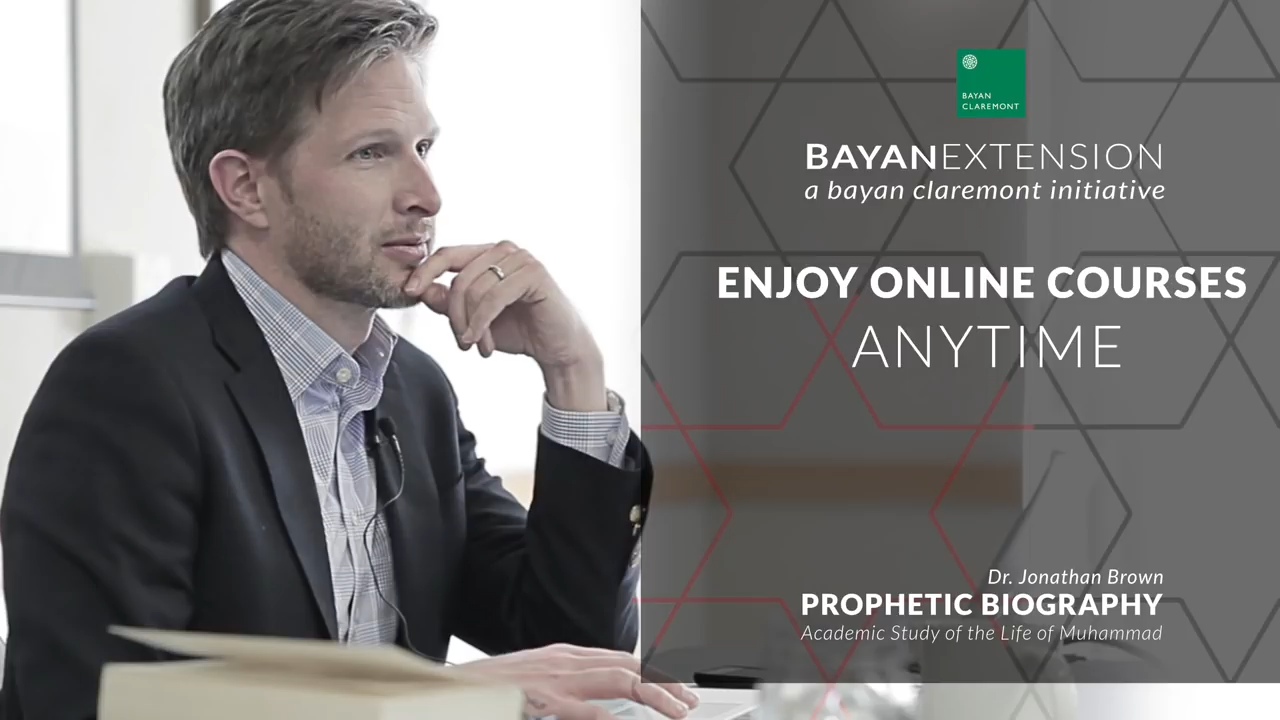 BAYAN
CLAREMONT
BAYANEXTENSION
a bayan claremont initiative
ENJOY ONLINE COURSES
ANYTIME
Dr. Jonathan Brown
PROPHETIC BIOGRAPHY
Academic Study of the Life of Muhammad